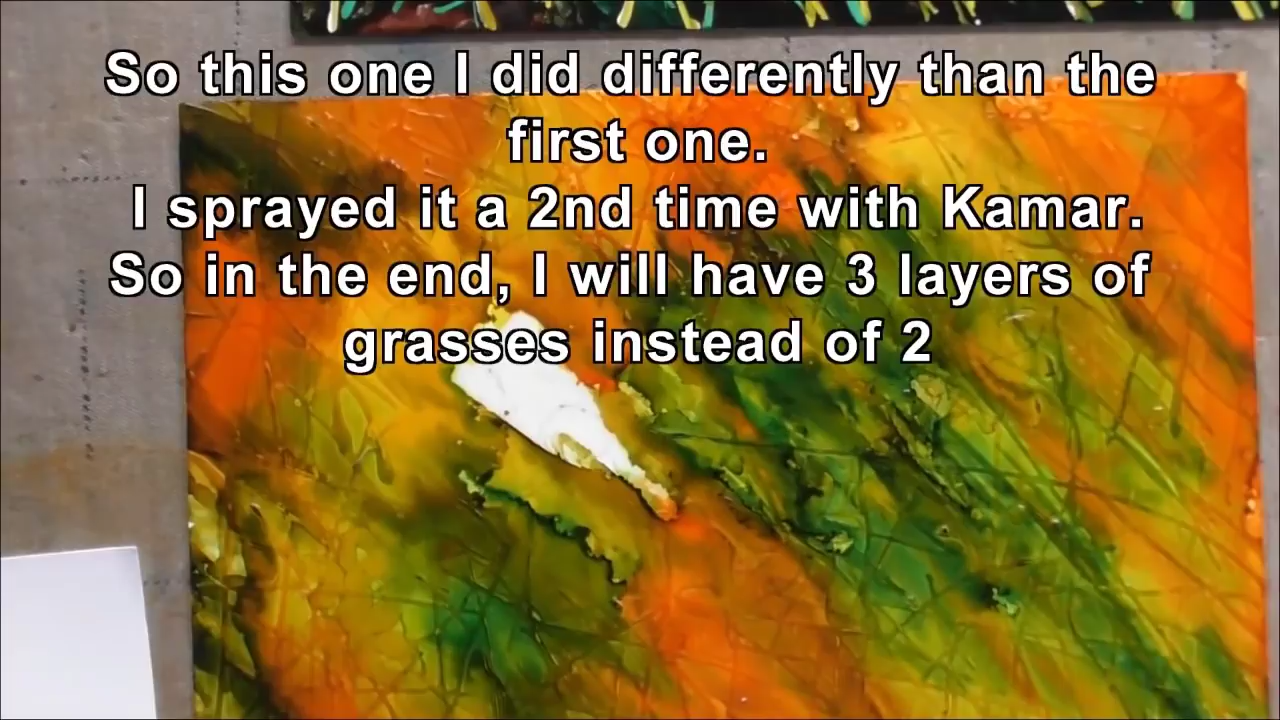 So this one I did differently than the
first one.
I sprayed it a 2nd time with Kamar.
So in the end, I will have 3 layers of
grasses instead of 2